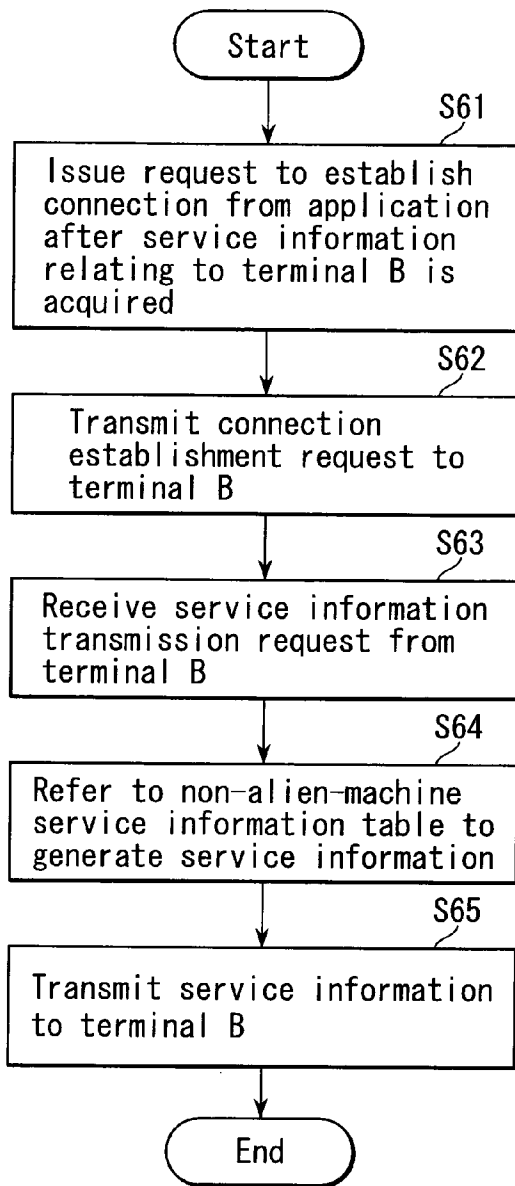 Start
S61
Issue request to establish
connection from application
after service information
relating to terminal B is
acquired
S62
Transmit connection
establishment request to
terminal B
S63
Receive service information
transmission request from
terminal B
S64
Refer to non-alien-machine
service information table to
generate service information
S65
Transmit service information
to terminal B
End